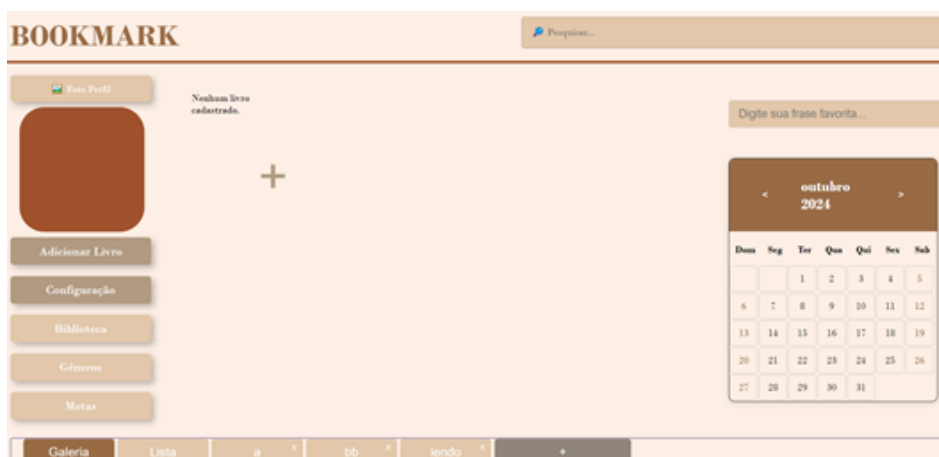 BOOKMARK
🔎 Pesquisar...
Foto Perfil
Nenhum livro
cadastrado.
+
Digite sua frase favorita...
<
outubro
2024
>
Adicionar Livro
Configuração
Biblioteca
Gêneros
Metas
Dom Seg Ter Qua Qui Sex Sab
1 2 3 4 5
6 7 8 9 10 11 12
13 14 15 16 17 18 19
20 21 22 23 24 25 26
27 28 29 30 31
Galeria Lista a x bb x lendo x +